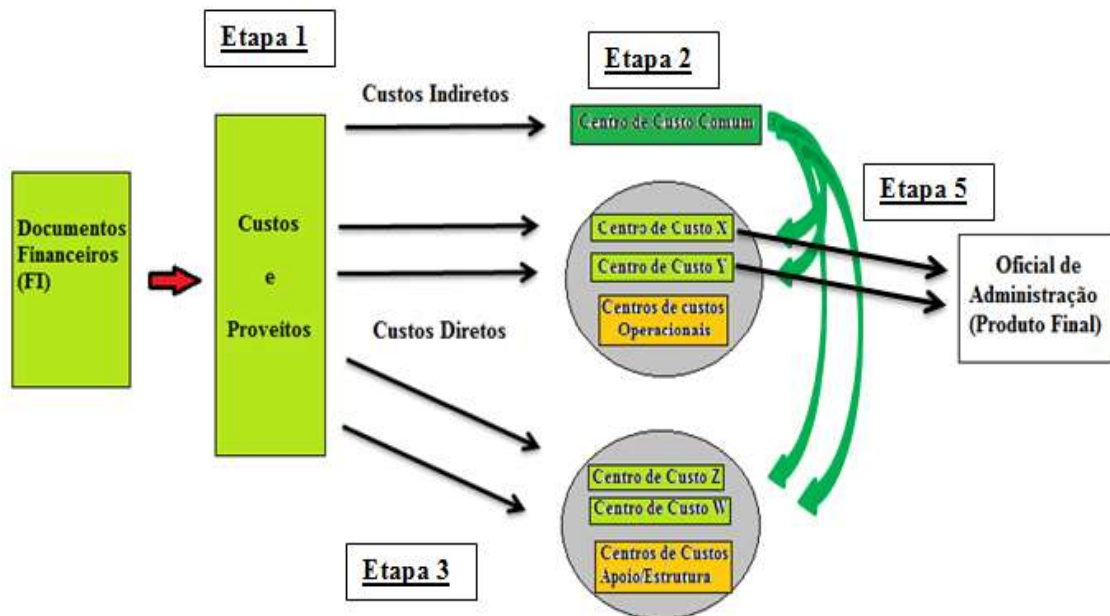 Etapa 1
Etapa 2
Custos Indiretos
Centro de Custo Comum
Etapa 5
Documentos
Financeiros
(FI)
Custos
e
Proveitos
Centro de Custo X
Centro de Custo Y
Centros de custos
Operacionais
Oficial de
Administração
(Produto Final)
Custos Diretos
Centro de Custo Z
Centro de Custo W
Centros de Custos
Apoio/Estrutura
Etapa 3